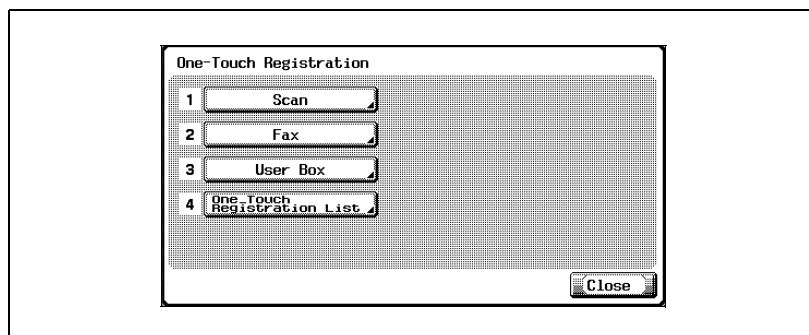 One-Touch Registration
1 Scan
2 Fax
3 User Box
4 One-Touch
Registration List
Close